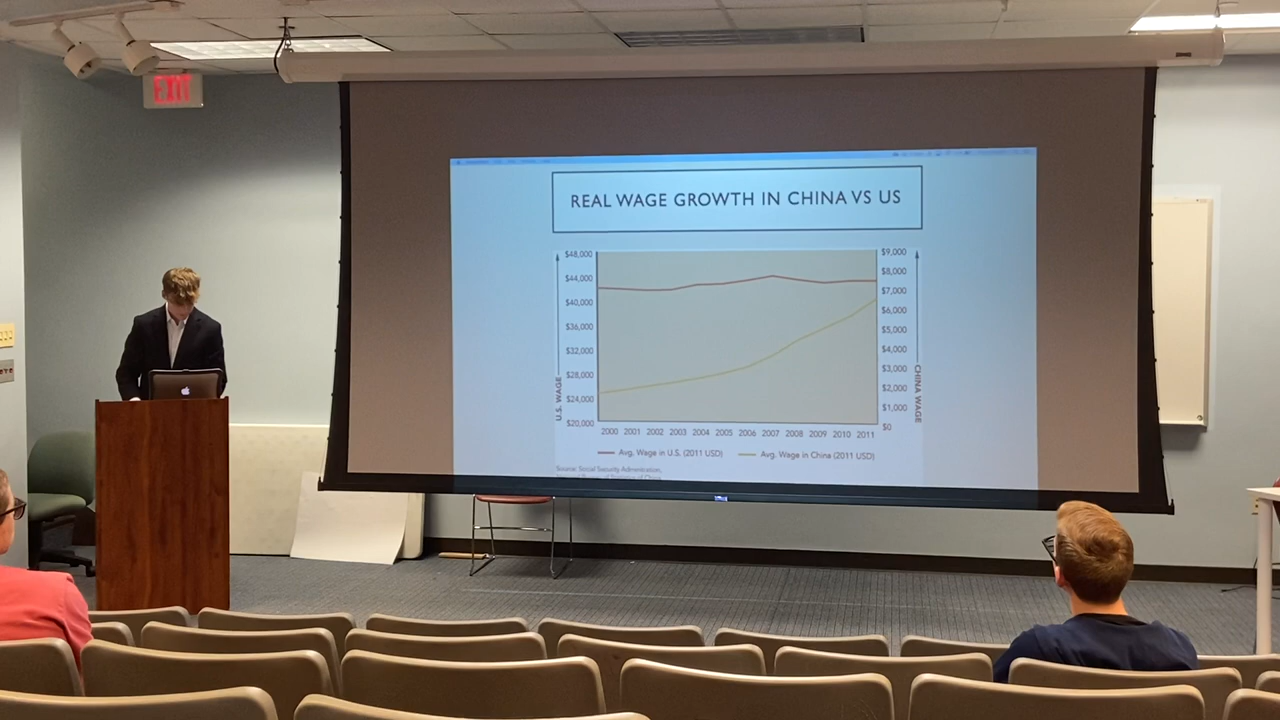 EXIT
REAL WAGE GROWTH IN CHINA VS US
$48,000
$44,000
$40,000
$36,000
$32,000
$28,000
$24,000
$20,000
U.S. WAGE
$9,000
$8,000
$7,000
$6,000
$5,000
$4,000
$3,000
$2,000
$1,000
$0
CHINA WAGE
2000 2001 2002 2003 2004 2005 2006 2007 2008 2009 2010 2011
Avg. Wage in U.S. (2011 USD) Avg. Wage in China (2011 USD)
Source: Social Security Administration,